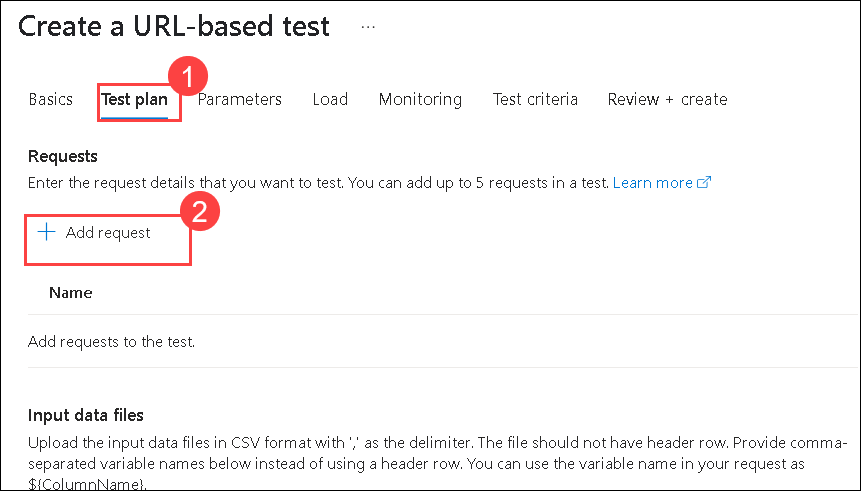 Create a URL-based test ...
1
Basics Test plan Parameters Load Monitoring Test criteria Review + create
Requests
Enter the request details that you want to test. You can add up to 5 requests in a test. Learn more
2
+ Add request
Name
Add requests to the test.
Input data files
Upload the input data files in CSV format with ',' as the delimiter. The file should not have header row. Provide comma-
separated variable names below instead of using a header row. You can use the variable name in your request as
${ColumnName}.